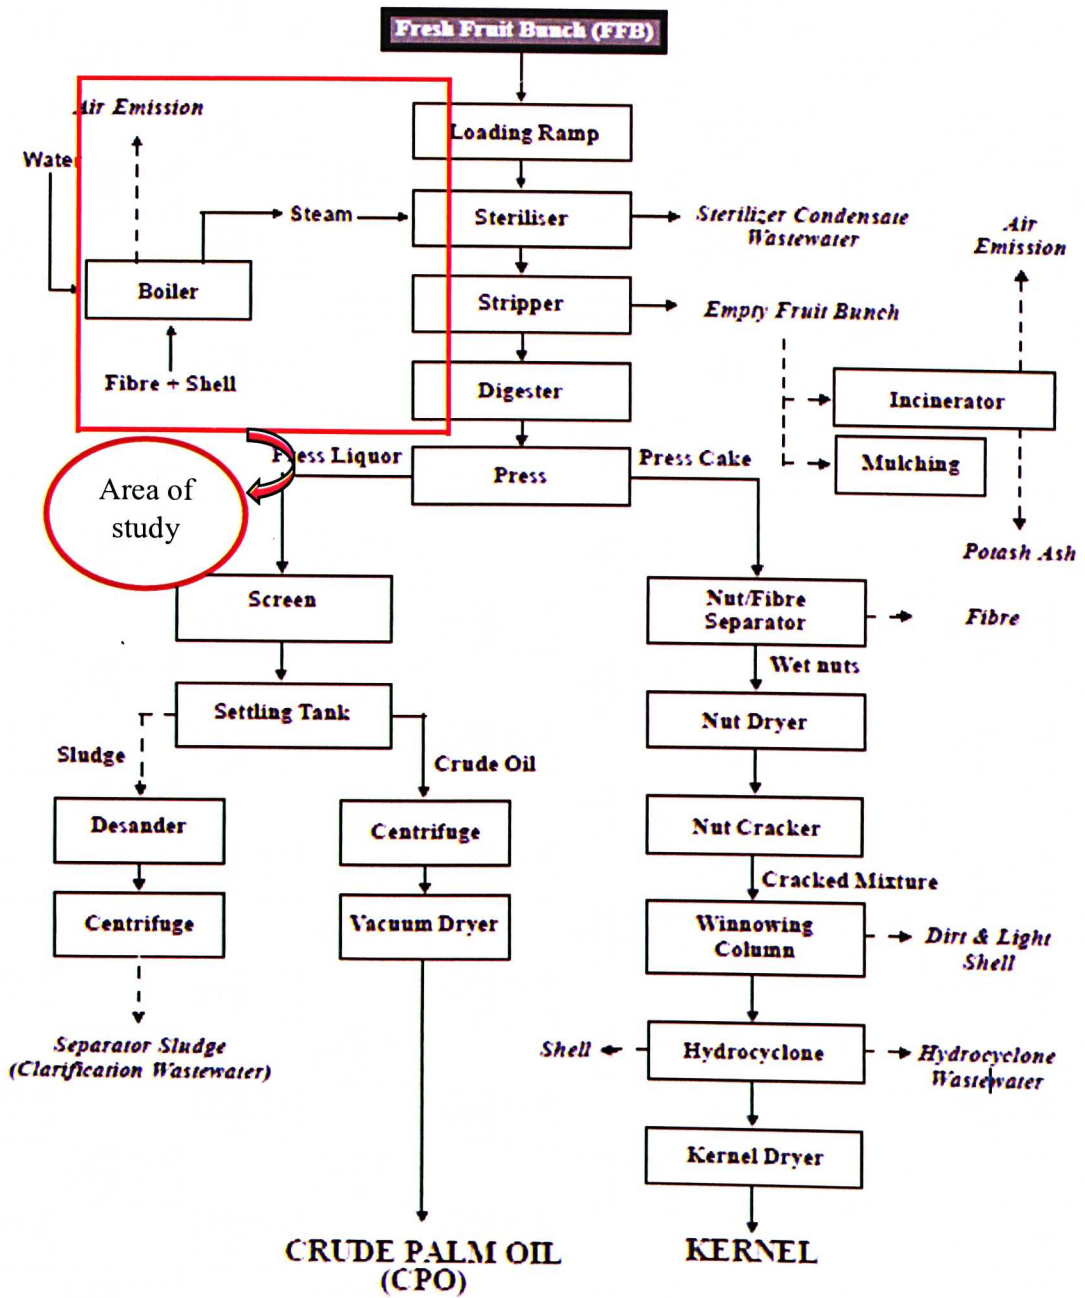 Fresh Fruit Bunch (FFB)
Air Emission
Loading Ramp
Water
Steam
Steriliser
Sterilizer Condensate
Wastewater
Air
Emission
Boiler
Stripper
Empty Fruit Bunch
Fibre + Shell
Digester
Incinerator
Press Liquor
Press
Press Cake
Mulching
Area of
study
Potash Ash
Screen
Nut/Fibre
Separator
Fibre
Wet nuts
Settling Tank
Nut Dryer
Sludge
Crude Oil
Desander
Centrifuge
Nut Cracker
Cracked Mixture
Centrifuge
Vacuum Dryer
Winnowing
Column
Dirt & Light
Shell
Separator Sludge
(Clarification Wastewater)
Shell
Hydrocyclone
Hydrocyclone
Wastewater
Kernel Dryer
CRUDE PALM OIL
(CPO)
KERNEL